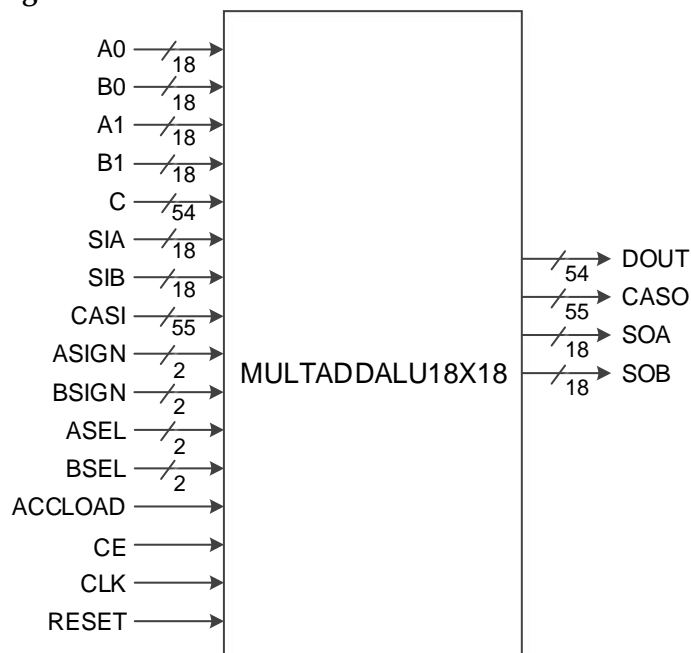 g
A0 18
B0 18
A1 18
B1 18
C 54
SIA 18
SIB 18
CASI 55
ASIGN 2
BSIGN 2
ASEL 2
BSEL 2
ACCLOAD
CE
CLK
RESET
MULTADDALU18X18
54 DOUT
55 CASO
18 SOA
18 SOB